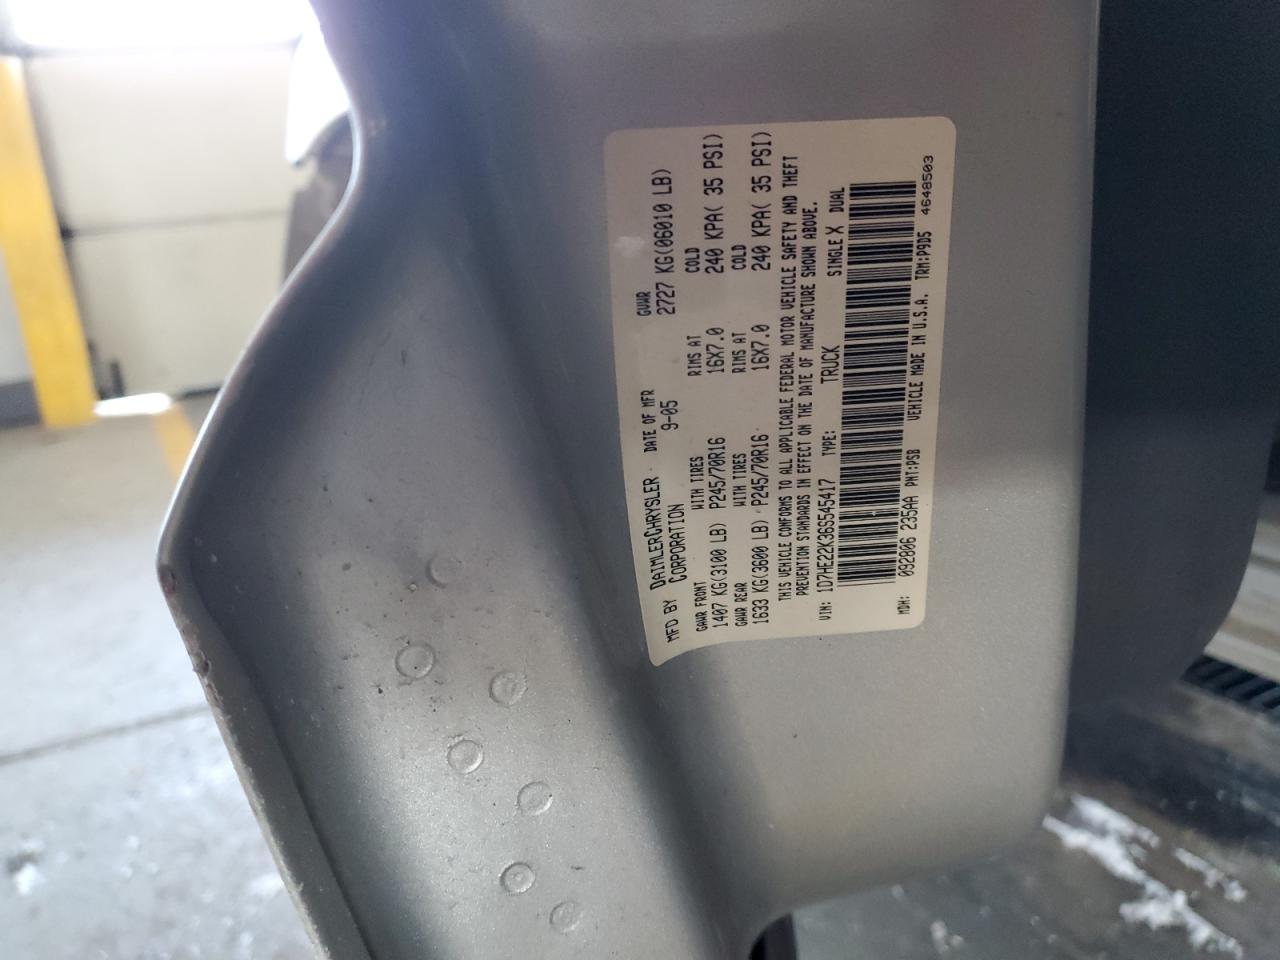 MFD BY DAIMLERCHRYSLER CORPORATION DATE OF MFR 9-05 GVWR 2727 KG(06010 LB)
GAWR FRONT WITH TIRES RIMS AT COLD
1407 KG(3100 LB) P245/70R16 16X7.0 240 KPA( 35 PSI)
GAWR REAR WITH TIRES RIMS AT COLD
1633 KG(3600 LB) P245/70R16 16X7.0 240 KPA( 35 PSI)
THIS VEHICLE CONFORMS TO ALL APPLICABLE FEDERAL MOTOR VEHICLE SAFETY AND THEFT
PREVENTION STANDARDS IN EFFECT ON THE DATE OF MANUFACTURE SHOWN ABOVE.
VIN: 1D7HE22K36S545417 TYPE: TRUCK SINGLE X DUAL
MDH: 092806 235AA PNT:PSB VEHICLE MADE IN U.S.A. TRM:P9D5 4648503